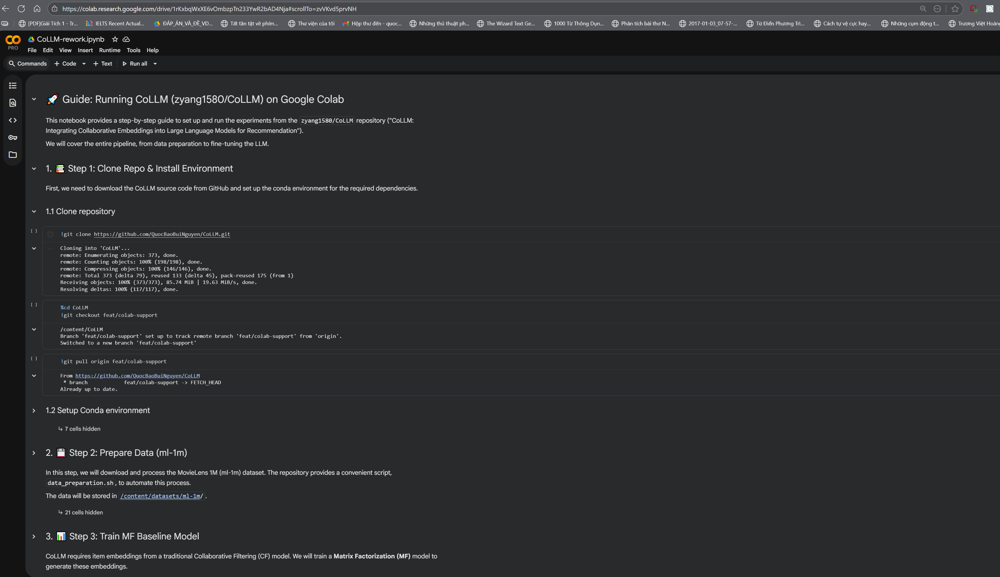 https://colab.research.google.com/drive/1rKxbqWxXE6vOmbzpTn233YwR2bAD4Nja#scrollTo=zvVKvd5prvNH
[PDF]Giải Tích 1 - Tr... IELTS Recent Actual... ĐÁP_ÁN_VÀ_ĐỀ_VD... Tất tần tật về phím... Thư viện của tôi Hộp thư đến - quoc... Những thủ thuật ph... The Wizard Text Ge... 1000 Từ Thông Dụn... Phân tích bài thơ N... 2017-01-03_07-57-... Từ Điển Phương Trì... Cách tự vệ cực hay... Những cụm động t... Trương Việt Hoàng
CoLLM-rework.ipynb
PRO
File Edit View Insert Runtime Tools Help
Commands + Code + Text Run all
🚀 Guide: Running CoLLM (zyang1580/CoLLM) on Google Colab
This notebook provides a step-by-step guide to set up and run the experiments from the zyang1580/CoLLM repository ("CoLLM:
Integrating Collaborative Embeddings into Large Language Models for Recommendation").
We will cover the entire pipeline, from data preparation to fine-tuning the LLM.
1. 📚 Step 1: Clone Repo & Install Environment
First, we need to download the CoLLM source code from GitHub and set up the conda environment for the required dependencies.
1.1 Clone repository
[ ] !git clone https://github.com/QuocBaoBuiNguyen/CoLLM.git
Cloning into 'CoLLM'...
remote: Enumerating objects: 373, done.
remote: Counting objects: 100% (198/198), done.
remote: Compressing objects: 100% (146/146), done.
remote: Total 373 (delta 79), reused 133 (delta 45), pack-reused 175 (from 1)
Receiving objects: 100% (373/373), 85.74 MiB | 19.63 MiB/s, done.
Resolving deltas: 100% (117/117), done.
[ ] %cd CoLLM
!git checkout feat/colab-support
/content/CoLLM
Branch 'feat/colab-support' set up to track remote branch 'feat/colab-support' from 'origin'.
Switched to a new branch 'feat/colab-support'
[ ] !git pull origin feat/colab-support
From https://github.com/QuocBaoBuiNguyen/CoLLM
* branch feat/colab-support -> FETCH_HEAD
Already up to date.
1.2 Setup Conda environment
↳ 7 cells hidden
2. 💾 Step 2: Prepare Data (ml-1m)
In this step, we will download and process the MovieLens 1M (ml-1m) dataset. The repository provides a convenient script,
data_preparation.sh, to automate this process.
The data will be stored in /content/datasets/ml-1m/.
↳ 21 cells hidden
3. 📊 Step 3: Train MF Baseline Model
CoLLM requires item embeddings from a traditional Collaborative Filtering (CF) model. We will train a Matrix Factorization (MF) model to
generate these embeddings.